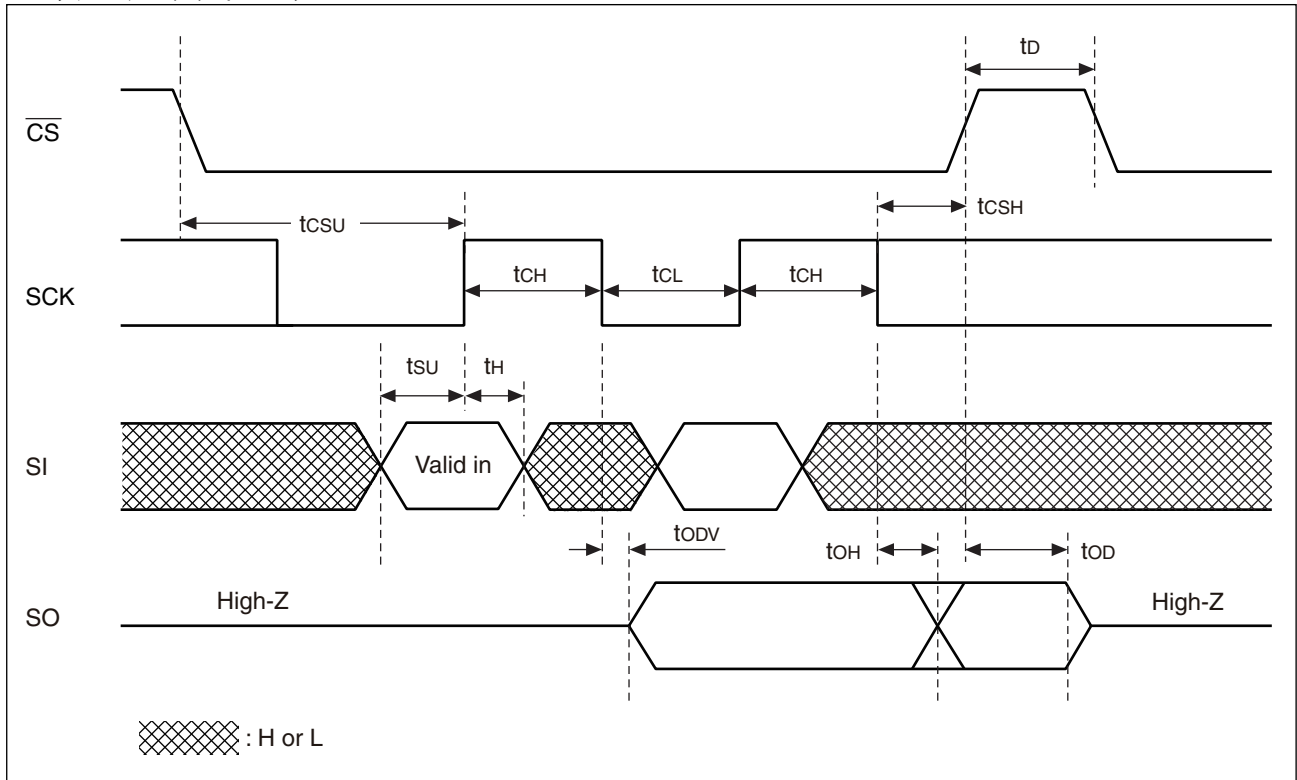 tD
CS
tCSU
tCSH
SCK
tCH
tCL
tCH
tSU
tH
SI
Valid in
tODV
tOH
tOD
SO
High-Z
High-Z
: H or L